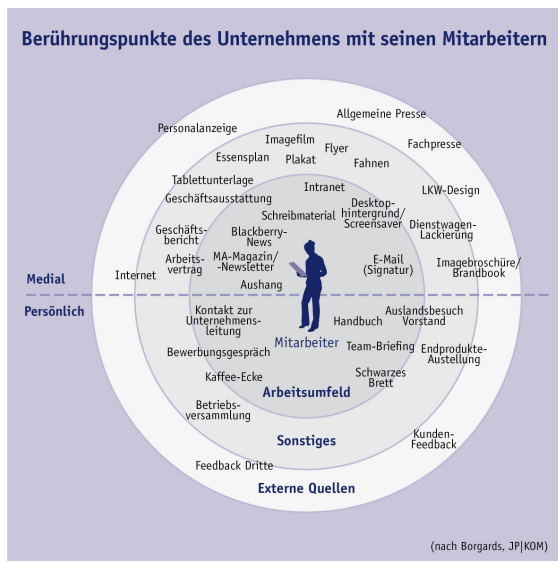 Berührungspunkte des Unternehmens mit seinen Mitarbeitern
Allgemeine Presse
Personalanzeige
Imagefilm
Flyer
Fachpresse
Essensplan
Plakat
Fahnen
Tablettunterlage
Intranet
LKW-Design
Geschäftsausstattung
Desktop-
hintergrund/
Screensaver
Schreibmaterial
Geschäfts-
bericht
Blackberry-
News
Dienstwagen-
Lackierung
Arbeits-
vertrag
MA-Magazin/
-Newsletter
E-Mail
(Signatur)
Imagebroschüre/
Brandbook
Internet
Aushang
Medial
Persönlich
Kontakt zur
Unternehmens-
leitung
Handbuch
Auslandsbesuch
Vorstand
Mitarbeiter
Bewerbungsgespräch
Team-Briefing
Endprodukte-
Austellung
Kaffee-Ecke
Schwarzes
Brett
Arbeitsumfeld
Betriebs-
versammlung
Sonstiges
Kunden-
Feedback
Feedback Dritte
Externe Quellen
(nach Borgards, JP|KOM)